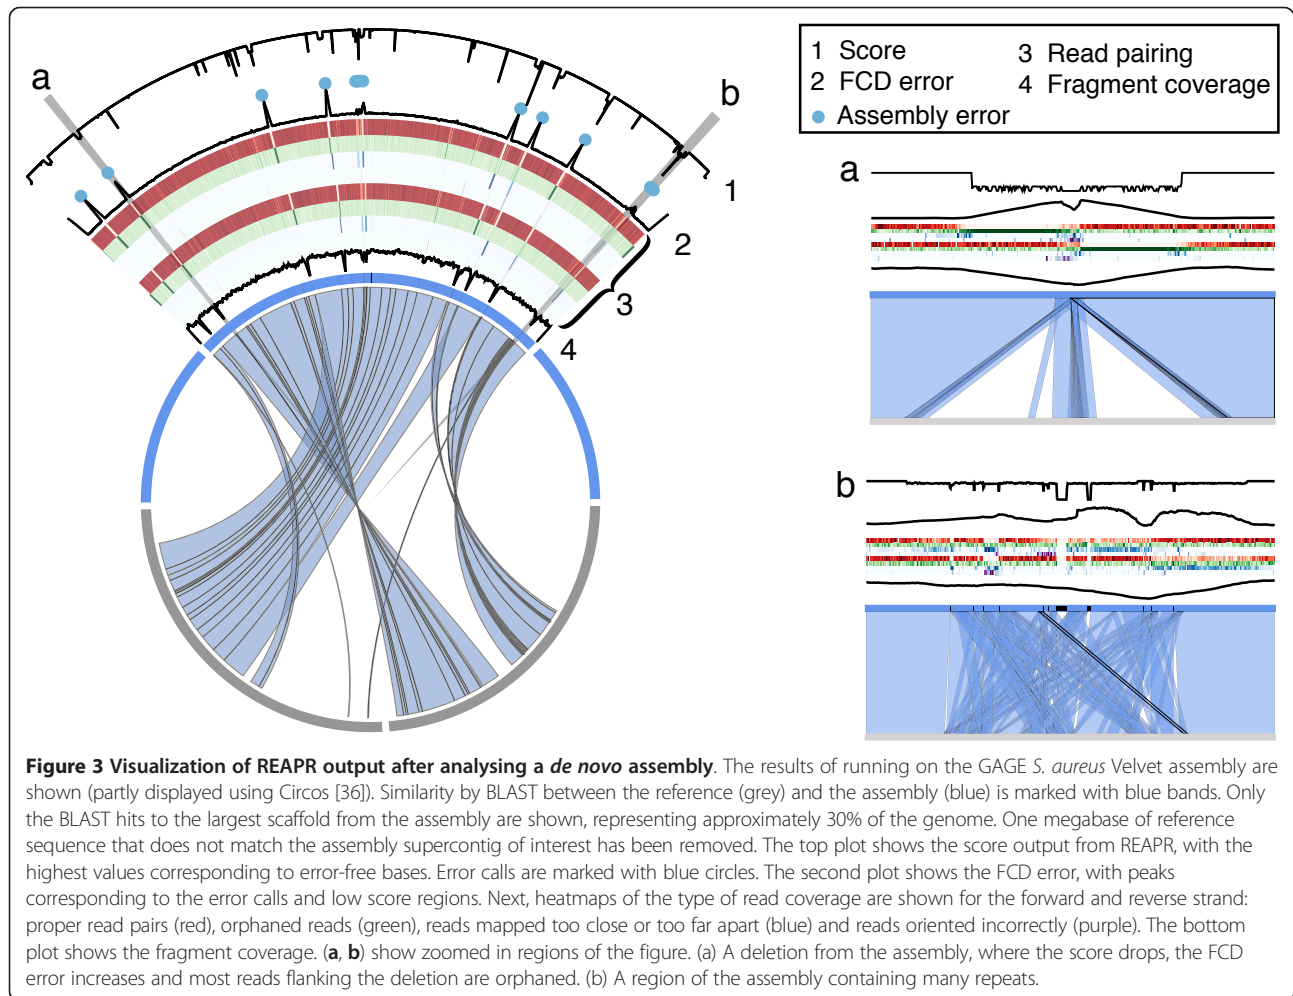 a
b
1
2
3
4
1 Score
2 FCD error
3 Read pairing
4 Fragment coverage
Assembly error
a
b
Figure 3 Visualization of REAPR output after analysing a de novo assembly. The results of running on the GAGE S. aureus Velvet assembly are
shown (partly displayed using Circos [36]). Similarity by BLAST between the reference (grey) and the assembly (blue) is marked with blue bands. Only
the BLAST hits to the largest scaffold from the assembly are shown, representing approximately 30% of the genome. One megabase of reference
sequence that does not match the assembly supercontig of interest has been removed. The top plot shows the score output from REAPR, with the
highest values corresponding to error-free bases. Error calls are marked with blue circles. The second plot shows the FCD error, with peaks
corresponding to the error calls and low score regions. Next, heatmaps of the type of read coverage are shown for the forward and reverse strand:
proper read pairs (red), orphaned reads (green), reads mapped too close or too far apart (blue) and reads oriented incorrectly (purple). The bottom
plot shows the fragment coverage. (a, b) show zoomed in regions of the figure. (a) A deletion from the assembly, where the score drops, the FCD
error increases and most reads flanking the deletion are orphaned. (b) A region of the assembly containing many repeats.